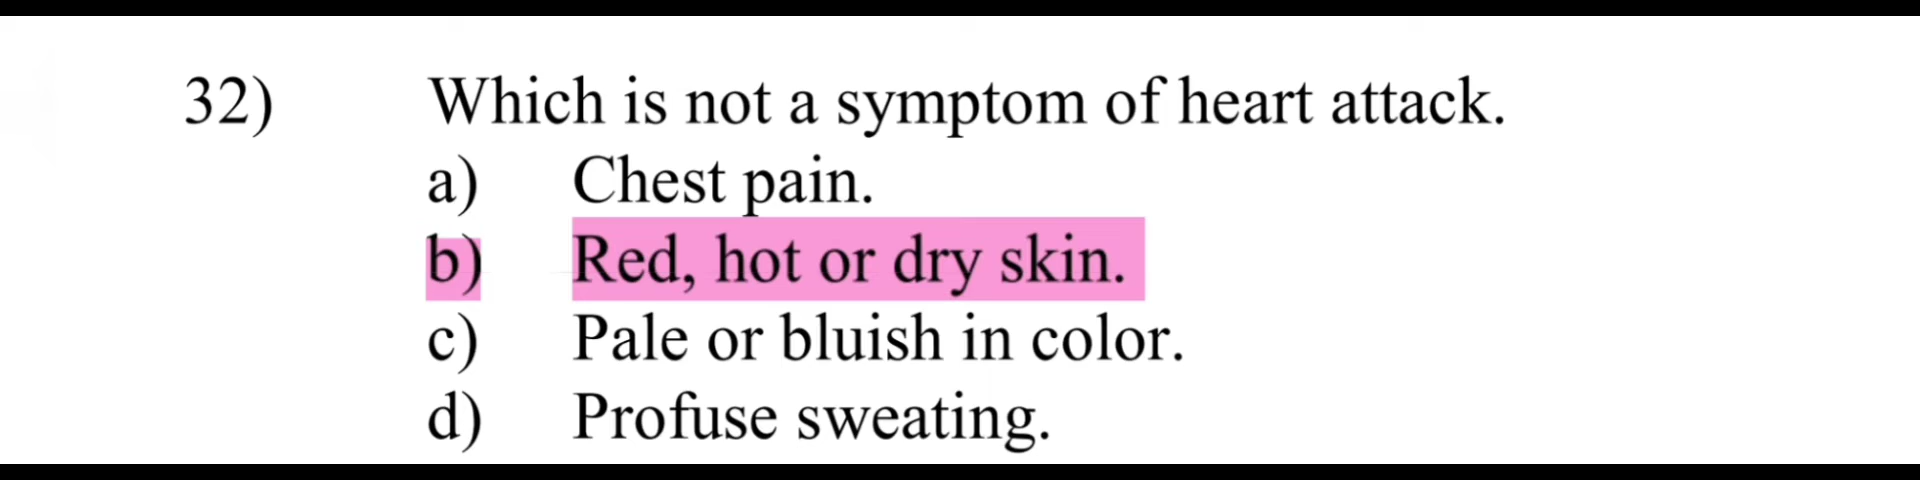 32) Which is not a symptom of heart attack.
a) Chest pain.
b) Red, hot or dry skin.
c) Pale or bluish in color.
d) Profuse sweating.